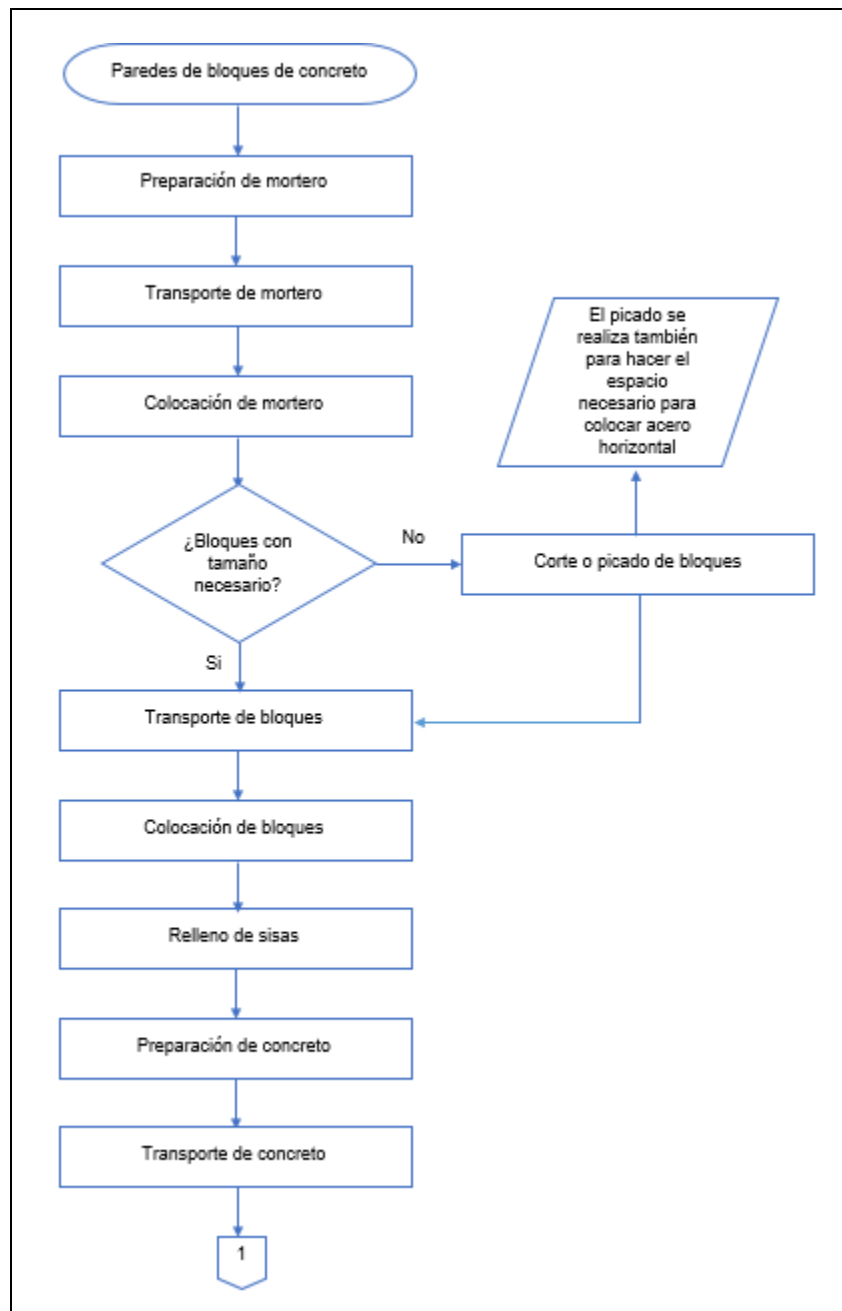 Paredes de bloques de concreto
Preparación de mortero
Transporte de mortero
Colocación de mortero
El picado se
realiza también
para hacer el
espacio
necesario para
colocar acero
horizontal
¿Bloques con
tamaño
necesario?
No
Corte o picado de bloques
Si
Transporte de bloques
Colocación de bloques
Relleno de sisas
Preparación de concreto
Transporte de concreto
1